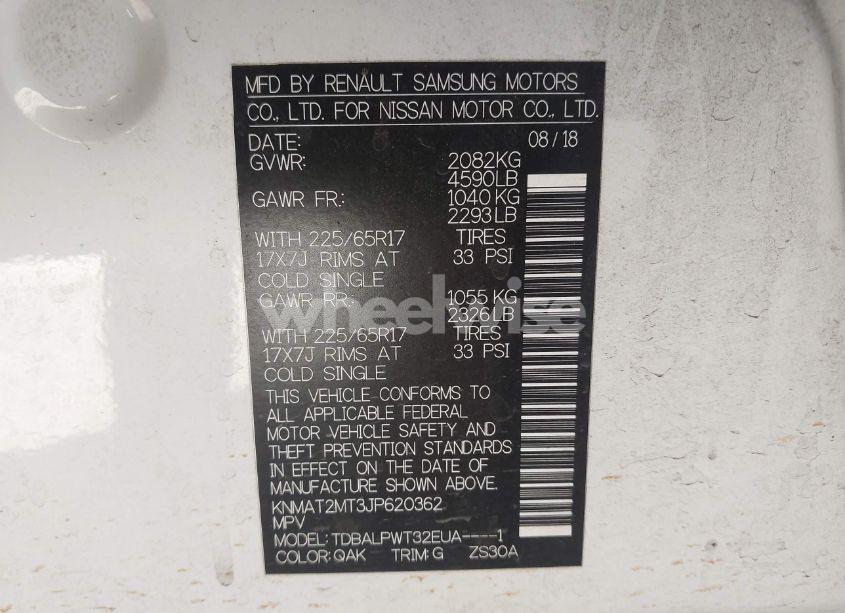 MFD BY RENAULT SAMSUNG MOTORS
CO., LTD. FOR NISSAN MOTOR CO., LTD.
DATE: 08/18
GVWR: 2082KG
4590LB
GAWR FR.: 1040KG
2293LB
WITH 225/65R17 TIRES
17X7J RIMS AT 33 PSI
COLD SINGLE
GAWR RR.: 1055KG
2326LB
WITH 225/65R17 TIRES
17X7J RIMS AT 33 PSI
COLD SINGLE
THIS VEHICLE CONFORMS TO
ALL APPLICABLE FEDERAL
MOTOR VEHICLE SAFETY AND
THEFT PREVENTION STANDARDS
IN EFFECT ON THE DATE OF
MANUFACTURE SHOWN ABOVE.
KNMAT2MT3JP620362
MPV
MODEL: TDBALPWT32EUA----1
COLOR:QAK TRIM:G ZS30A